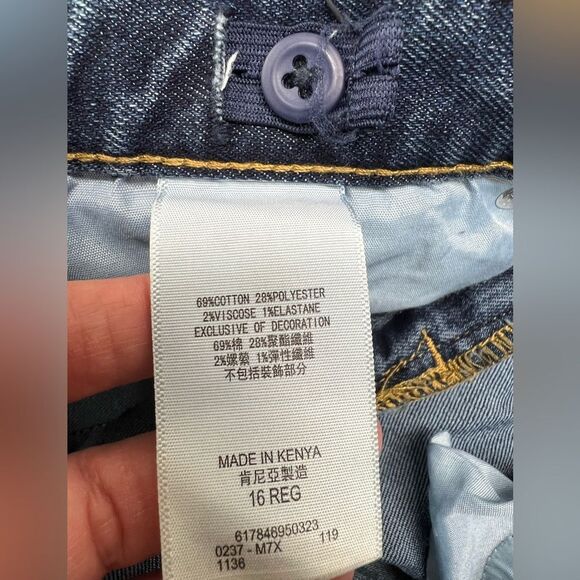 69%COTTON 28%POLYESTER
2%VISCOSE 1%ELASTANE
EXCLUSIVE OF DECORATION
69%綿 28%聚酯纖維
2%嫘縈 1%彈性纖維
不包括裝飾部分
MADE IN KENYA
肯尼亞製造
16 REG
617846950323
0237 - M7X 119
1136